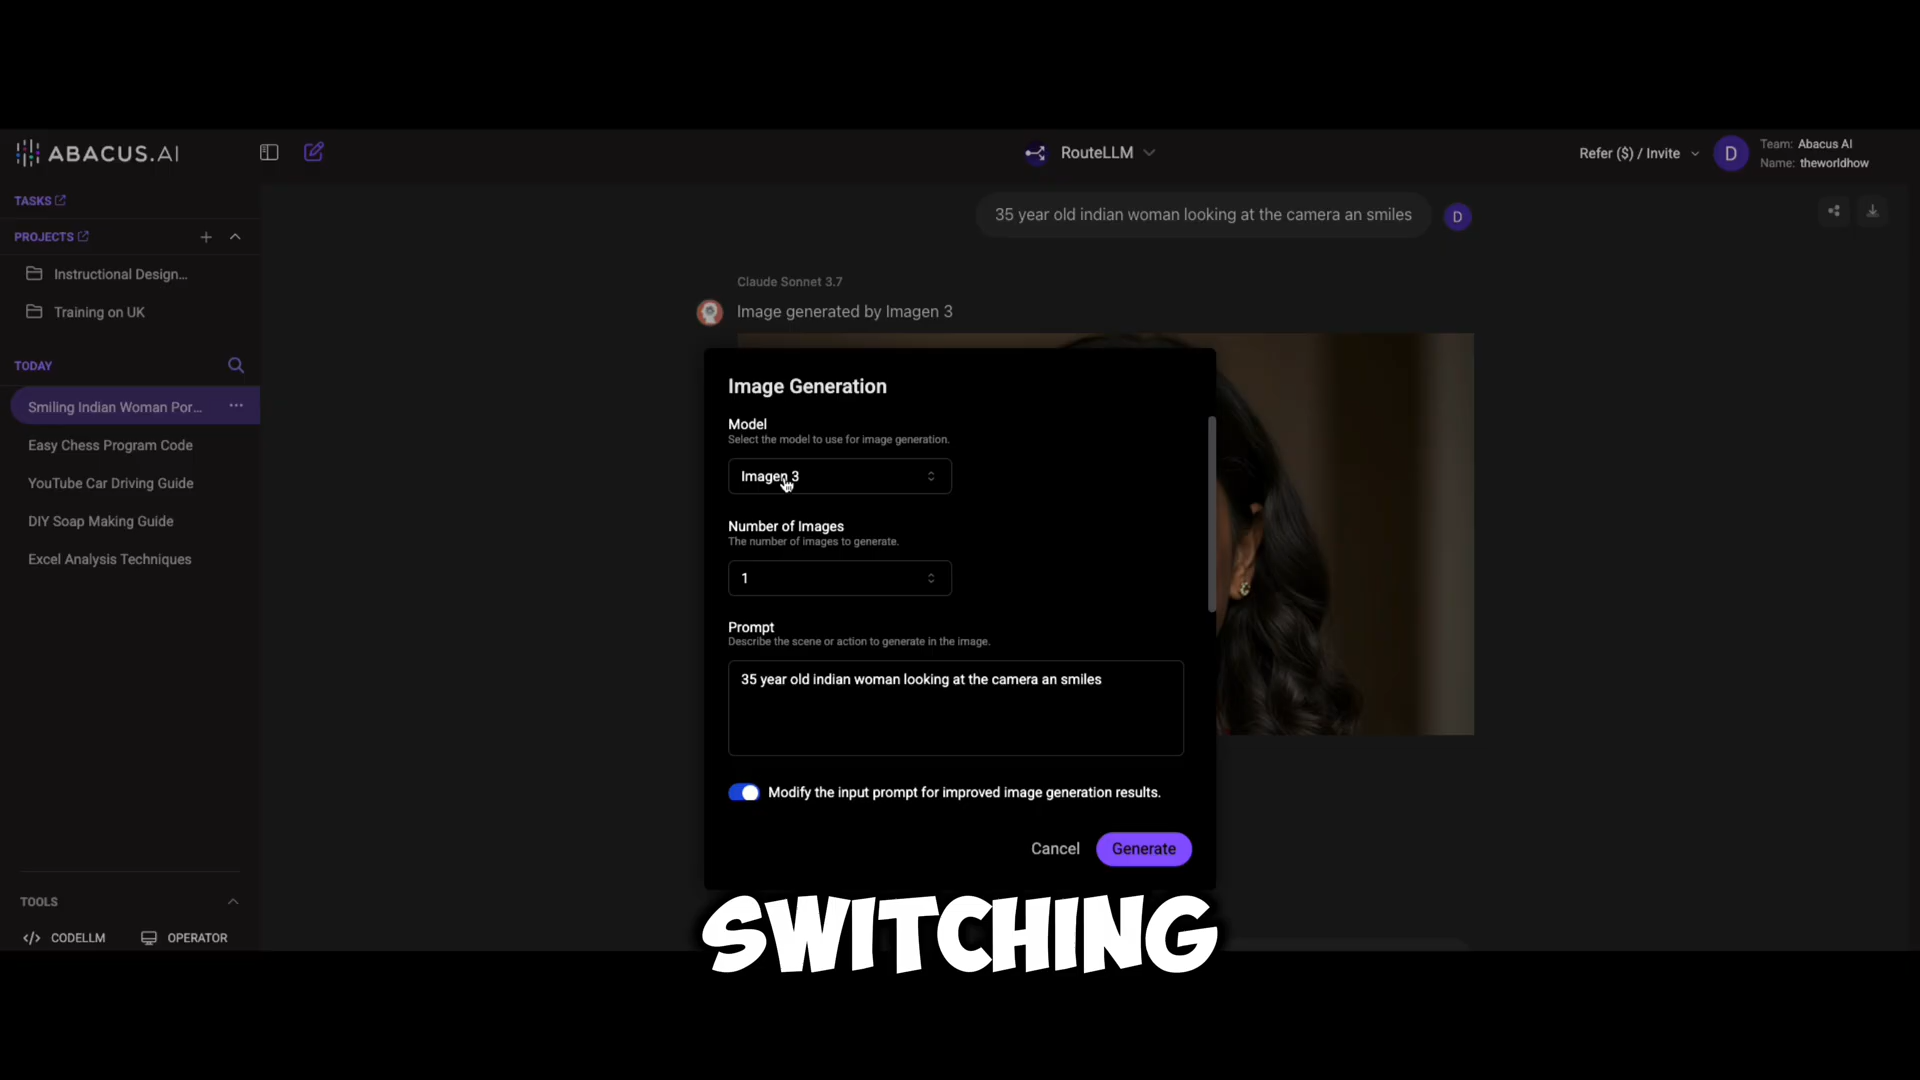 ABACUS.AI
RouteLLM
Refer ($) / Invite
D
Team: Abacus AI
Name: theworldhow
TASKS
PROJECTS
Instructional Design...
Training on UK
TODAY
Smiling Indian Woman Por...
Easy Chess Program Code
YouTube Car Driving Guide
DIY Soap Making Guide
Excel Analysis Techniques
TOOLS
CODELLM
OPERATOR
35 year old indian woman looking at the camera an smiles
D
Claude Sonnet 3.7
Image generated by Imagen 3
Image Generation
Model
Select the model to use for image generation.
Imagen 3
Number of Images
The number of images to generate.
1
Prompt
Describe the scene or action to generate in the image.
35 year old indian woman looking at the camera an smiles
Modify the input prompt for improved image generation results.
Cancel
Generate
SWITCHING